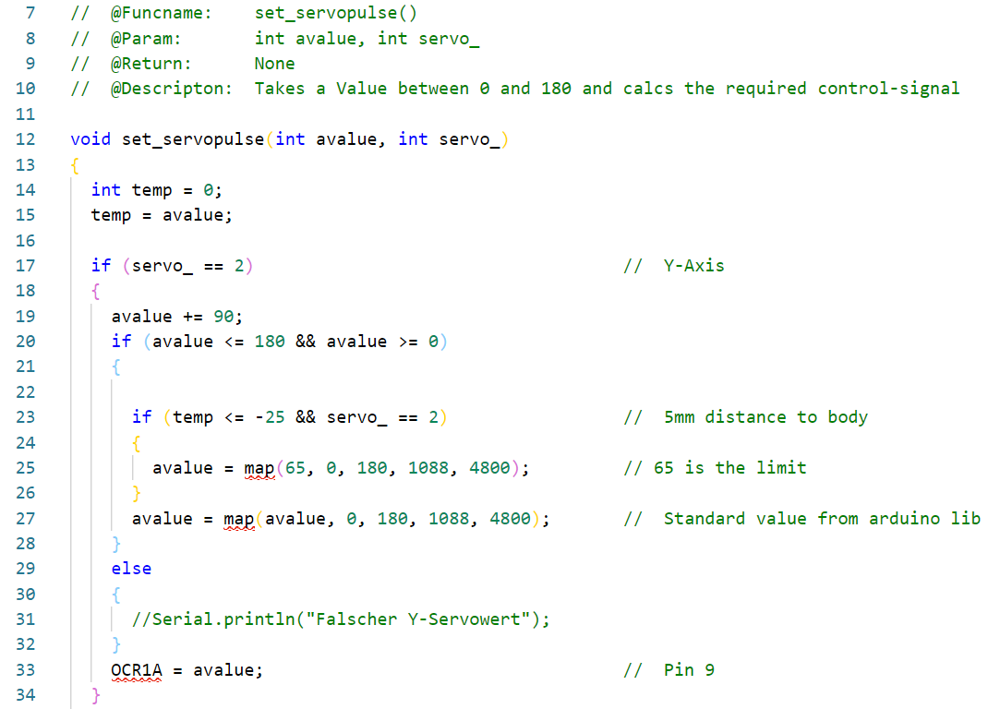 7 // @Funcname: set_servopulse()
8 // @Param: int avalue, int servo_
9 // @Return: None
10 // @Descripton: Takes a Value between 0 and 180 and calcs the required control-signal
11
12 void set_servopulse(int avalue, int servo_)
13 {
14 int temp = 0;
15 temp = avalue;
16
17 if (servo_ == 2) // Y-Axis
18 {
19 avalue += 90;
20 if (avalue <= 180 && avalue >= 0)
21 {
22
23 if (temp <= -25 && servo_ == 2) // 5mm distance to body
24 {
25 avalue = map(65, 0, 180, 1088, 4800); // 65 is the limit
26 }
27 avalue = map(avalue, 0, 180, 1088, 4800); // Standard value from arduino lib
28 }
29 else
30 {
31 //Serial.println("Falscher Y-Servowert");
32 }
33 OCR1A = avalue; // Pin 9
34 }